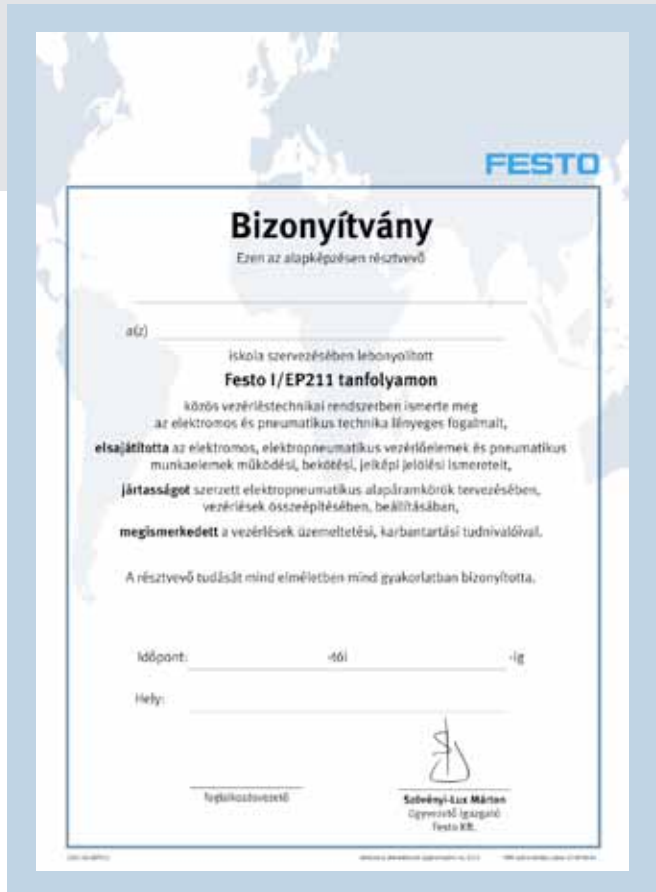 FESTO
Bizonyítvány
Ezen az alapképzésen résztvevő
a(z)
iskola szervezésében lebonyolított
Festo I/EP211 tanfolyamon
közös vezérléstechnikai rendszerben ismerte meg
az elektromos és pneumatikus technika lényeges fogalmait,
elsajátította az elektromos, elektropneumatikus vezérlőelemek és pneumatikus
munkaelemek működési, bekötési, jelképi jelölési ismereteit,
jártasságot szerzett elektropneumatikus alapáramkörök tervezésében,
vezérlések összeépítésében, beállításában,
megismerkedett a vezérlések üzemeltetési, karbantartási tudnivalóival.
A résztvevő tudását mind elméletben mind gyakorlatban bizonyította.
Időpont: -tól -ig
Hely:
foglalkozásvezető
Márton
ügyvezető igazgató
Festo Kft.